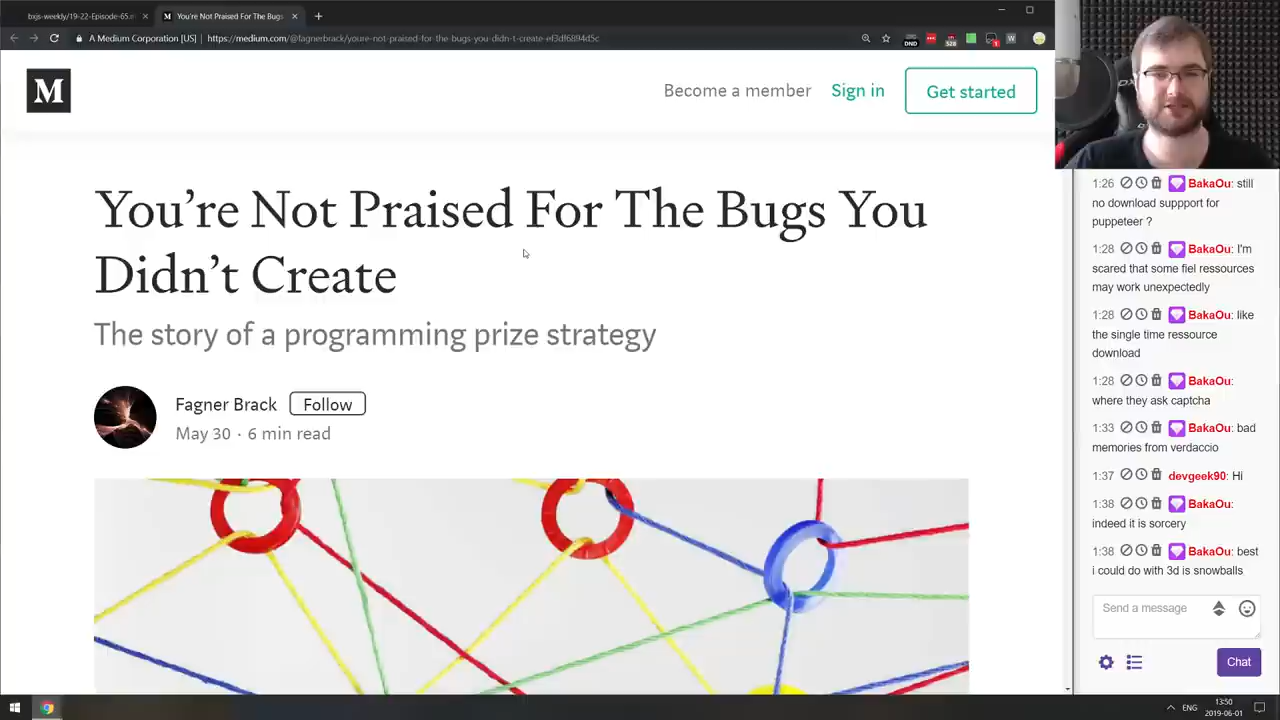 bxjs-weekly/19-22-Episode-65.m
You're Not Praised For The Bugs
A Medium Corporation [US] | https://medium.com/@fagnerbrack/youre-not-praised-for-the-bugs-you-didn-t-create-ef3df6894d5c
DND
528
1
W
M
Become a member
Sign in
Get started
You’re Not Praised For The Bugs You
Didn’t Create
The story of a programming prize strategy
Fagner Brack
Follow
May 30 · 6 min read
1:26 BakaOu: still
no download suppport for
puppeteer ?
1:28 BakaOu: I'm
scared that some fiel ressources
may work unexpectedly
1:28 BakaOu: like
the single time ressource
download
1:28 BakaOu:
where they ask captcha
1:33 BakaOu: bad
memories from verdaccio
1:37 devgeek90: Hi
1:38 BakaOu:
indeed it is sorcery
1:38 BakaOu: best
i could do with 3d is snowballs
Send a message
Chat
ENG
13:50
2019-06-01